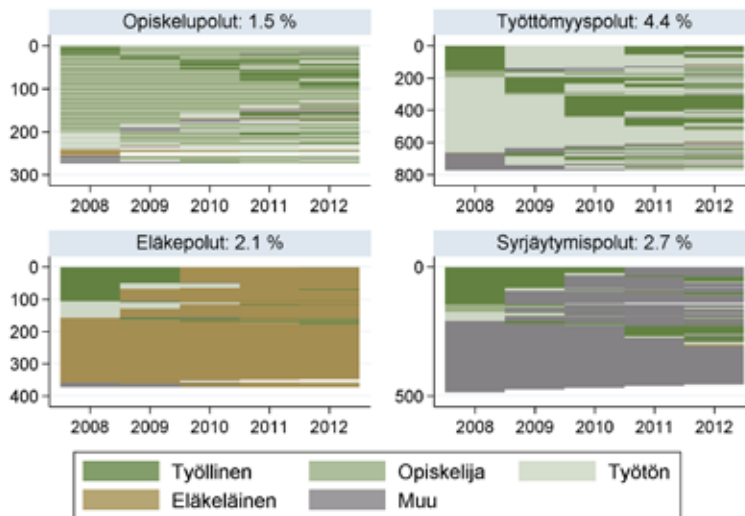 Opiskelupolut: 1.5 %
0
100
200
300
2008 2009 2010 2011 2012
Työttömyyspolut: 4.4 %
0
200
400
600
800
2008 2009 2010 2011 2012
Eläkepolut: 2.1 %
0
100
200
300
400
2008 2009 2010 2011 2012
Syrjäytymispolut: 2.7 %
0
500
2008 2009 2010 2011 2012
Työllinen Opiskelija Työtön
Eläkeläinen Muu